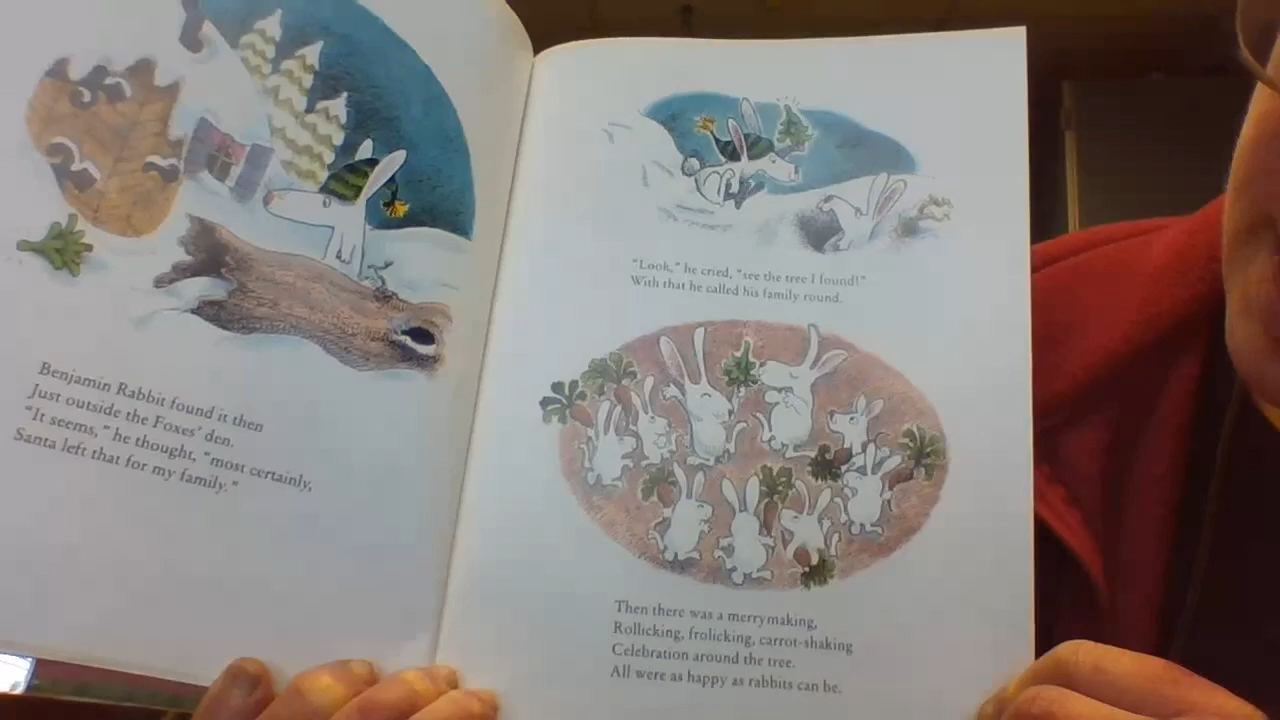 Benjamin Rabbit found it then
Just outside the Foxes' den.
"It seems," he thought, "most certainly,
Santa left that for my family."
"Look," he cried, "see the tree I found!"
With that he called his family round.
Then there was a merrymaking,
Rollicking, frolicking, carrot-shaking
Celebration around the tree.
All were as happy as rabbits can be.